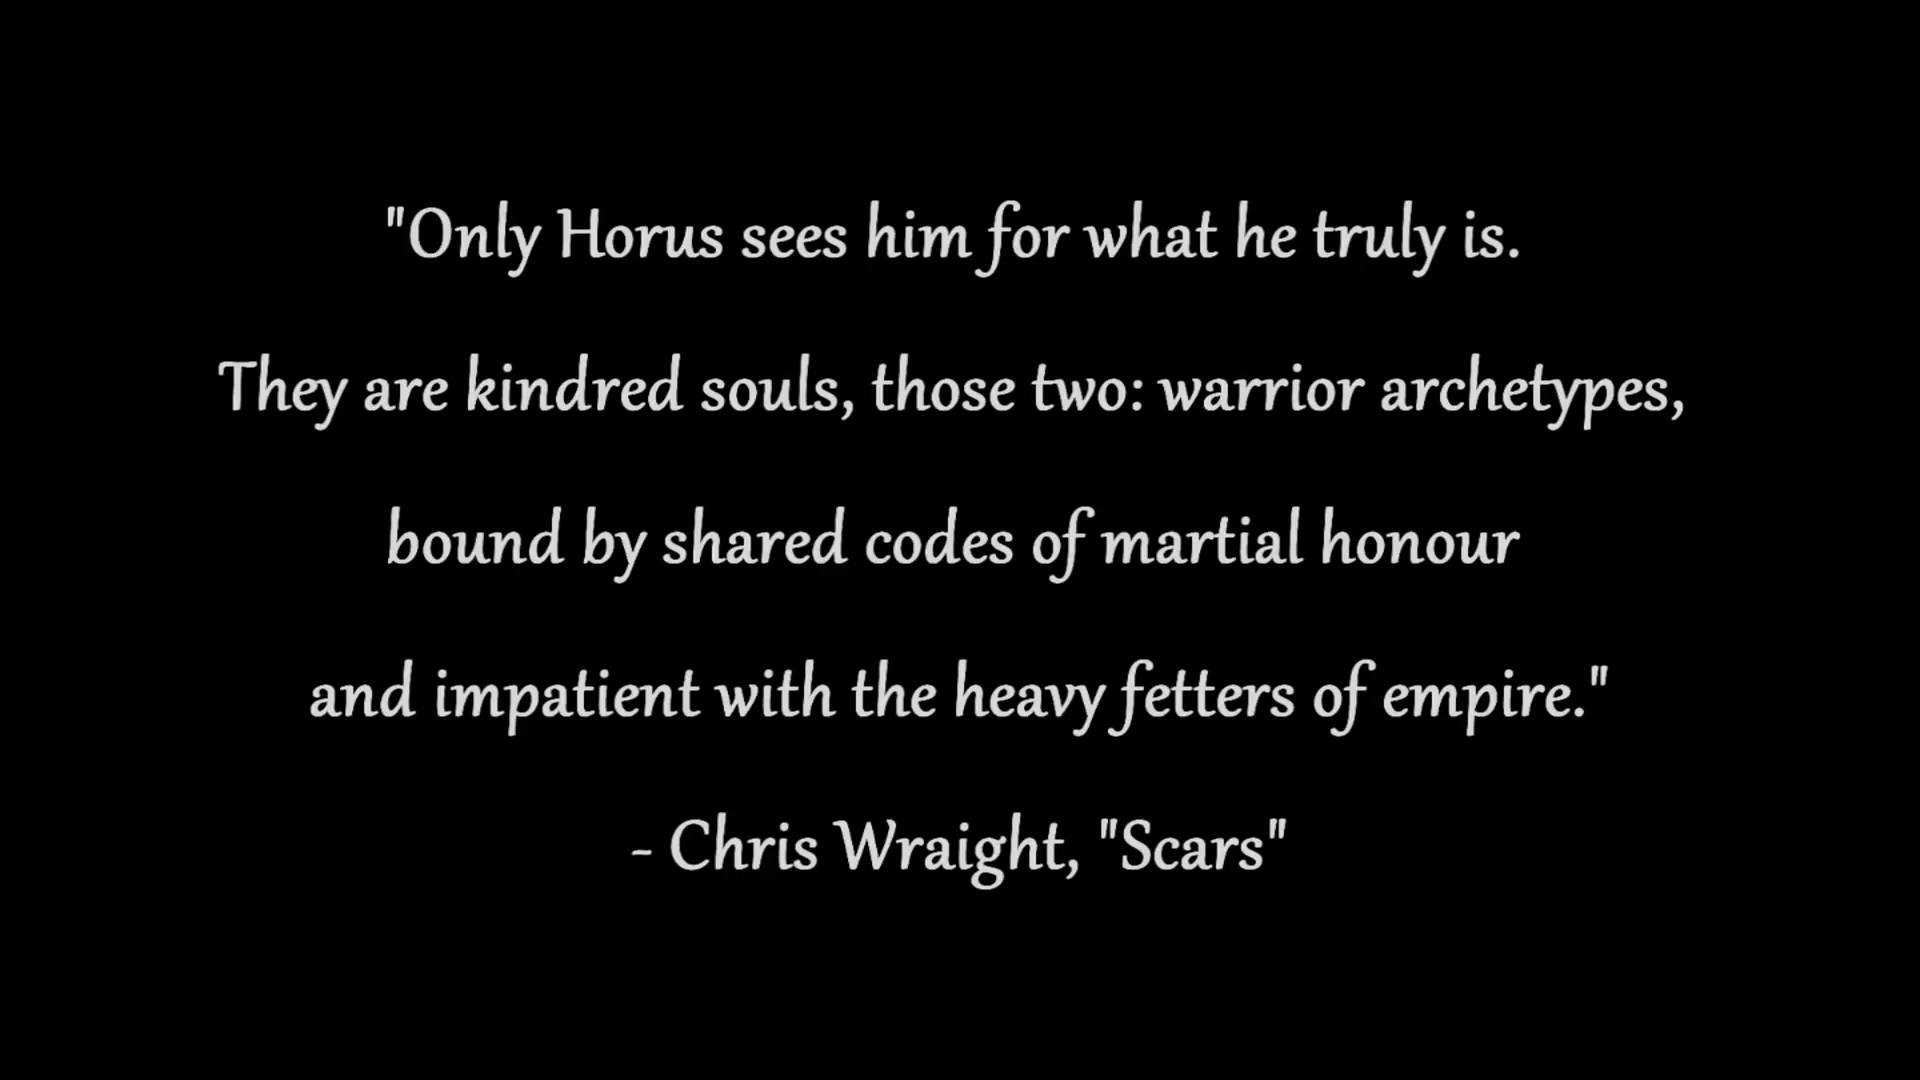 "Only Horus sees him for what he truly is.
They are kindred souls, those two: warrior archetypes,
bound by shared codes of martial honour
and impatient with the heavy fetters of empire."
- Chris Wraight, "Scars"